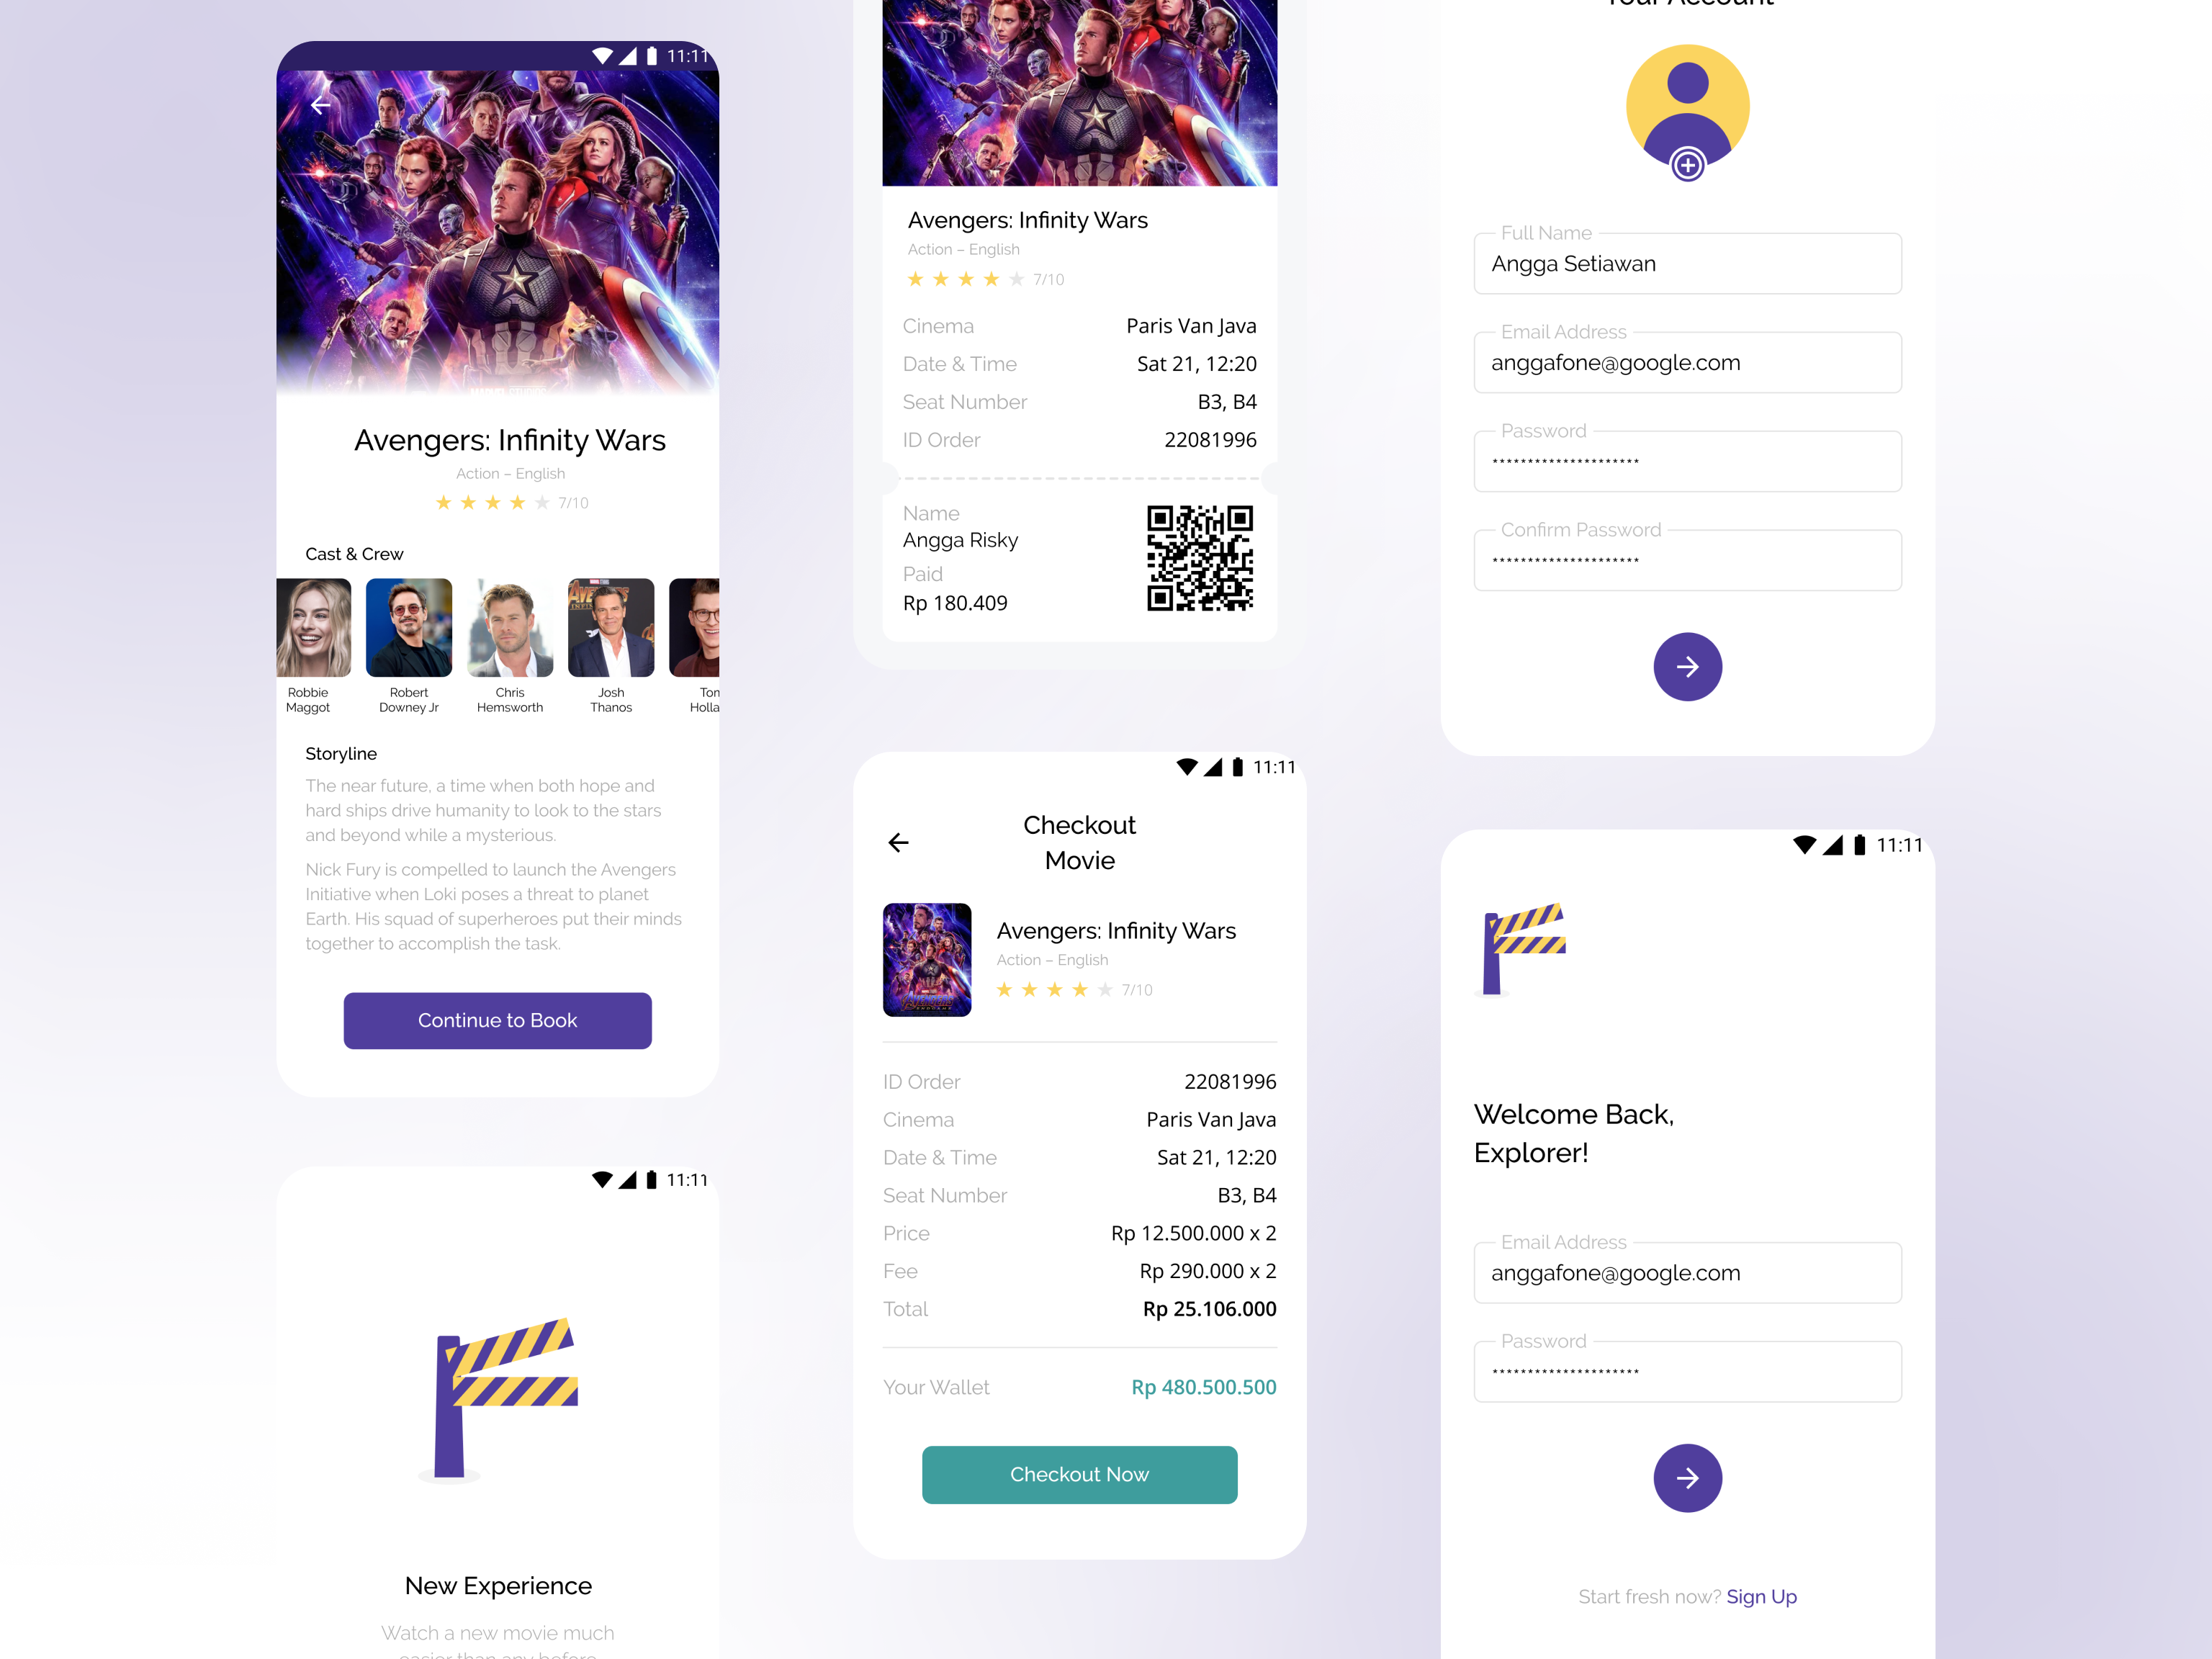 11:11
Avengers: Infinity Wars
Action – English
7/10
Cast & Crew
Robbie
Maggot
Robert
Downey Jr
Chris
Hemsworth
Josh
Thanos
Storyline
The near future, a time when both hope and
hard ships drive humanity to look to the stars
and beyond while a mysterious.
Nick Fury is compelled to launch the Avengers
Initiative when Loki poses a threat to planet
Earth. His squad of superheroes put their minds
together to accomplish the task.
Continue to Book
11:11
New Experience
Watch a new movie much
easier than any before
Avengers: Infinity Wars
Action – English
7/10
Cinema Paris Van Java
Date & Time Sat 21, 12:20
Seat Number B3, B4
ID Order 22081996
Name
Angga Risky
Paid
Rp 180.409
11:11
Checkout
Movie
Avengers: Infinity Wars
Action – English
7/10
ID Order 22081996
Cinema Paris Van Java
Date & Time Sat 21, 12:20
Seat Number B3, B4
Price Rp 12.500.000 x 2
Fee Rp 290.000 x 2
Total Rp 25.106.000
Your Wallet Rp 480.500.500
Checkout Now
Your Account
Full Name
Angga Setiawan
Email Address
anggafone@google.com
Password
*********************
Confirm Password
*********************
11:11
Welcome Back,
Explorer!
Email Address
anggafone@google.com
Password
*********************
Start fresh now? Sign Up